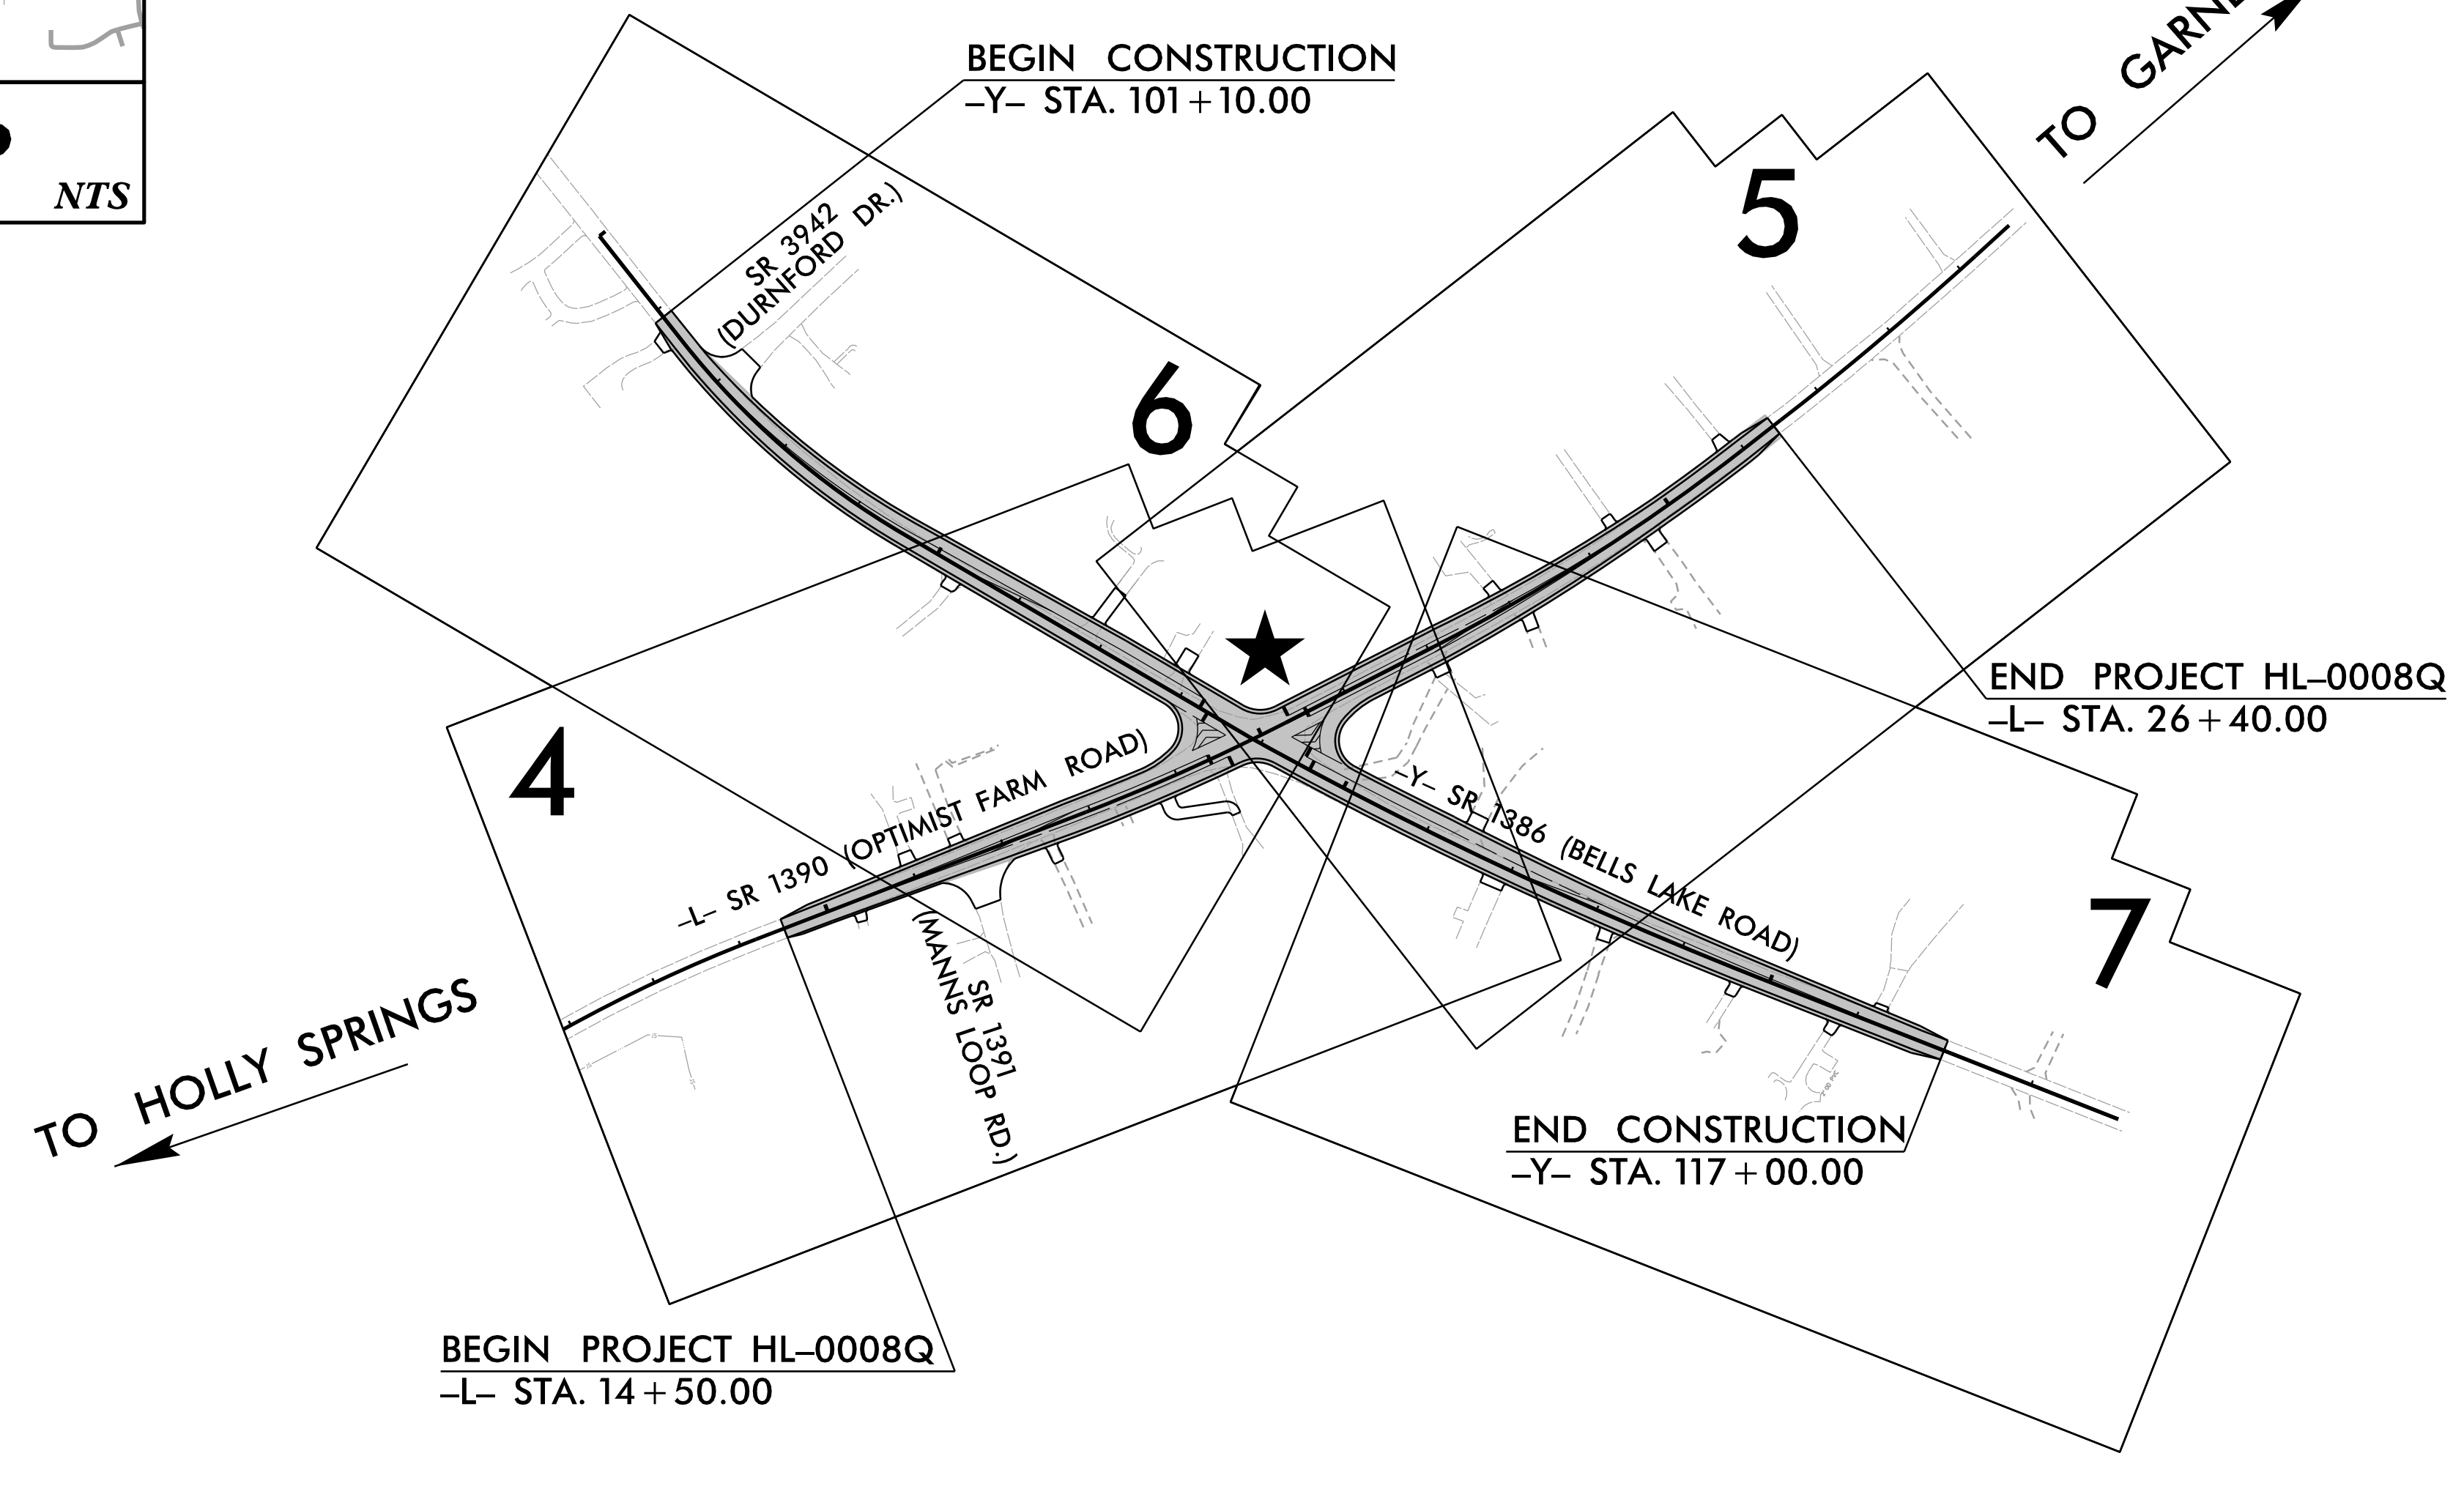 NTS
BEGIN CONSTRUCTION
–Y– STA. 101+10.00
TO
5
SR 3942
(DURNFORD DR.)
6
END PROJECT HL–0008Q
–L– STA. 26+40.00
4
–L– SR 1390 (OPTIMIST FARM ROAD)
–Y– SR 1386 (BELLS LAKE ROAD)
7
SR 1391
(MANNS LOOP RD.)
TO HOLLY SPRINGS
END CONSTRUCTION
–Y– STA. 117+00.00
BEGIN PROJECT HL–0008Q
–L– STA. 14+50.00